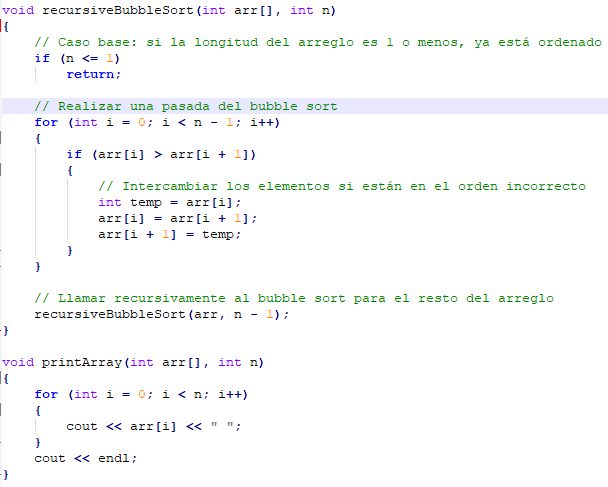 void recursiveBubbleSort(int arr[], int n)
{
    // Caso base: si la longitud del arreglo es 1 o menos, ya está ordenado
    if (n <= 1)
        return;
    // Realizar una pasada del bubble sort
    for (int i = 0; i < n - 1; i++)
    {
        if (arr[i] > arr[i + 1])
        {
            // Intercambiar los elementos si están en el orden incorrecto
            int temp = arr[i];
            arr[i] = arr[i + 1];
            arr[i + 1] = temp;
        }
    }
    // Llamar recursivamente al bubble sort para el resto del arreglo
    recursiveBubbleSort(arr, n - 1);
}
void printArray(int arr[], int n)
{
    for (int i = 0; i < n; i++)
    {
        cout << arr[i] << " ";
    }
    cout << endl;
}